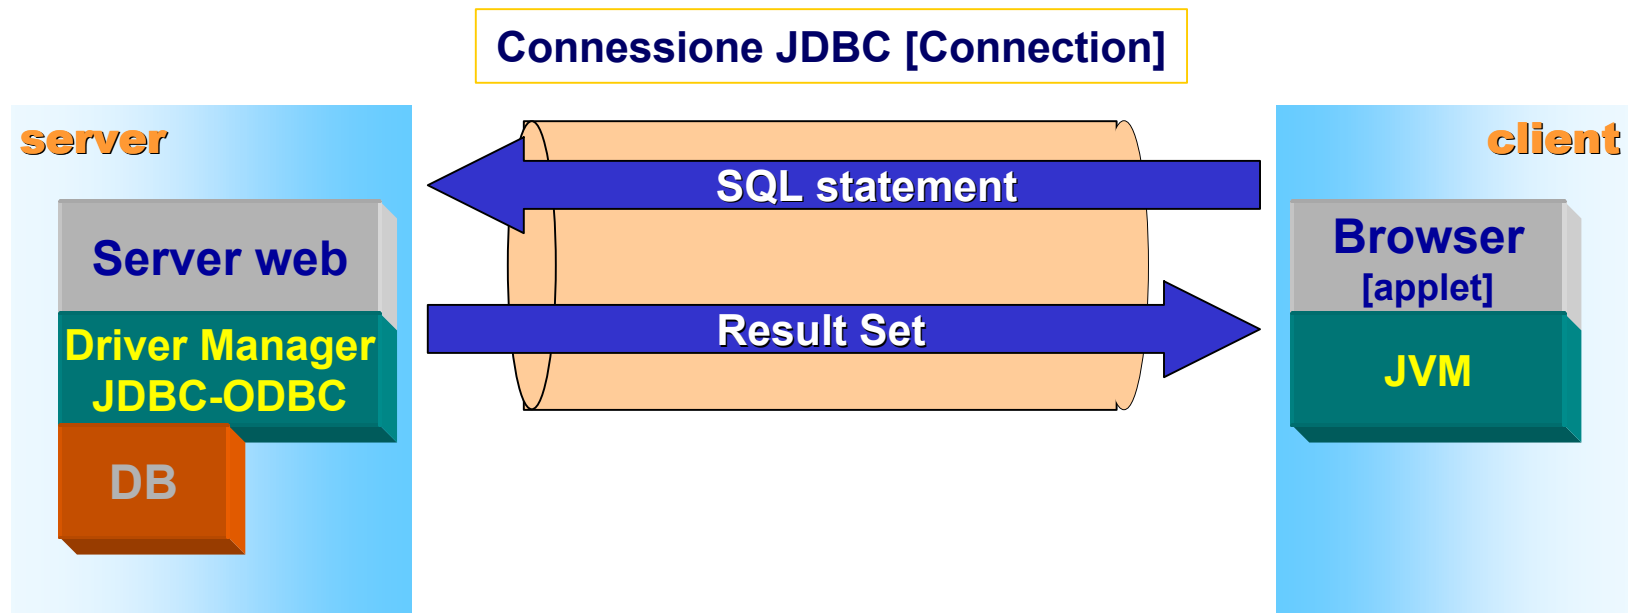 Connessione JDBC [Connection]
server
client
SQL statement
Server web
Browser
[applet]
Result Set
Driver Manager
JDBC-ODBC
JVM
DB